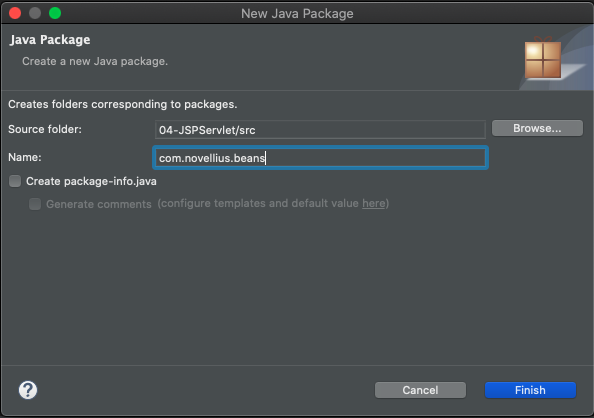 New Java Package
Java Package
Create a new Java package.
Creates folders corresponding to packages.
Source folder: 04-JSPServlet/src Browse...
Name: com.novellius.beans
Create package-info.java
Generate comments (configure templates and default value here)
? Cancel Finish